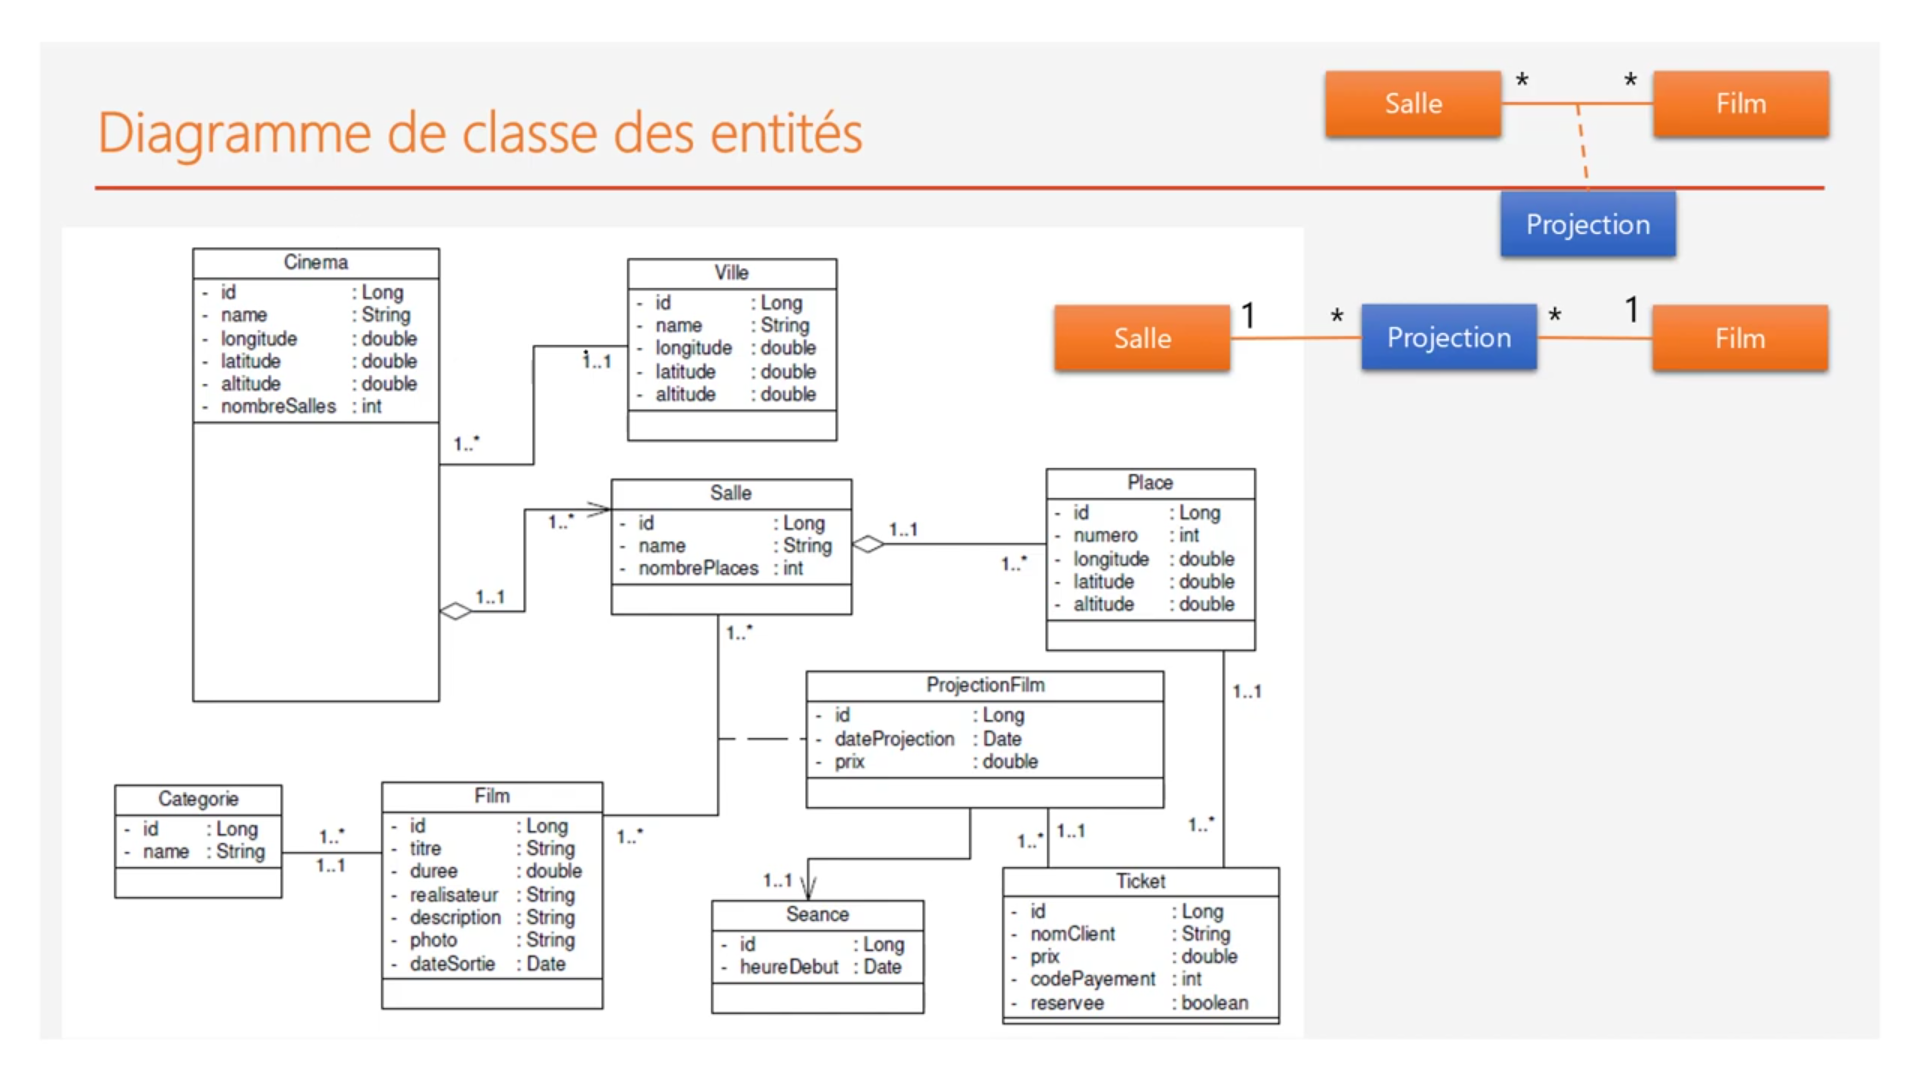 Diagramme de classe des entités
Salle
*
*
Film
Projection
Salle
1
*
Projection
*
1
Film
Cinema
- id : Long
- name : String
- longitude : double
- latitude : double
- altitude : double
- nombreSalles : int
Ville
- id : Long
- name : String
- longitude : double
- latitude : double
- altitude : double
1..1
1..*
Salle
- id : Long
- name : String
- nombrePlaces : int
1..*
1..1
1..1
1..*
Place
- id : Long
- numero : int
- longitude : double
- latitude : double
- altitude : double
1..*
1..1
ProjectionFilm
- id : Long
- dateProjection : Date
- prix : double
Categorie
- id : Long
- name : String
1..*
1..1
Film
- id : Long
- titre : String
- duree : double
- realisateur : String
- description : String
- photo : String
- dateSortie : Date
1..*
1..*
1..1
1..*
1..1
Seance
- id : Long
- heureDebut : Date
Ticket
- id : Long
- nomClient : String
- prix : double
- codePayement : int
- reservee : boolean